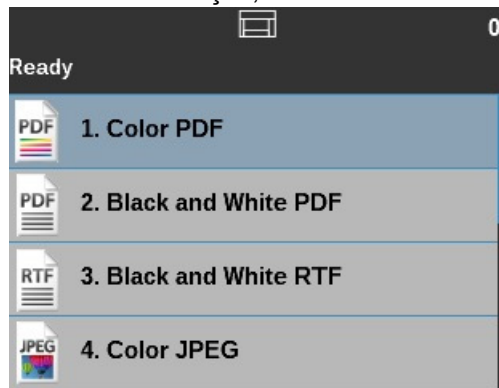 0
Ready
PDF 1. Color PDF
PDF 2. Black and White PDF
RTF 3. Black and White RTF
JPEG 4. Color JPEG